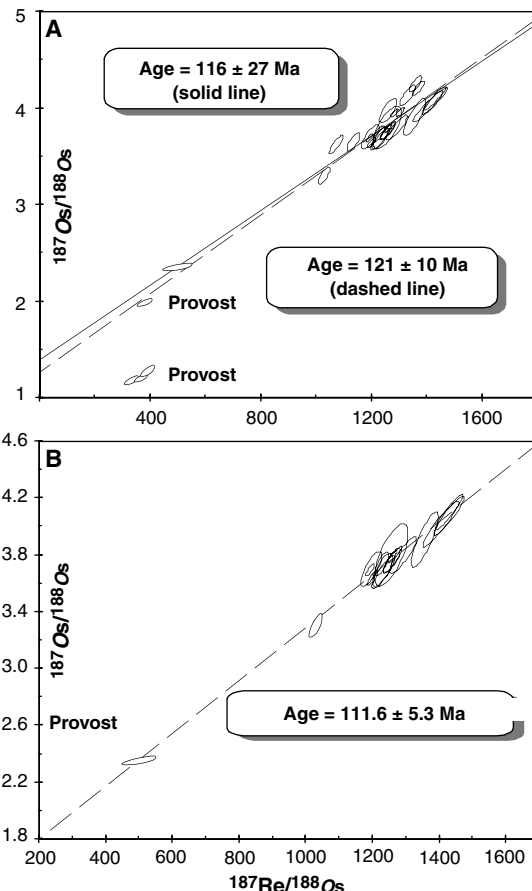 5
A
Age = 116 ± 27 Ma
(solid line)
4
187Os/188Os
3
Age = 121 ± 10 Ma
(dashed line)
2
Provost
Provost
1
400
800
1200
1600
4.6
B
4.2
3.8
187Os/188Os
3.4
3.0
Provost
Age = 111.6 ± 5.3 Ma
2.6
2.2
1.8
200
400
600
800
1000
1200
1400
1600
187Re/188Os